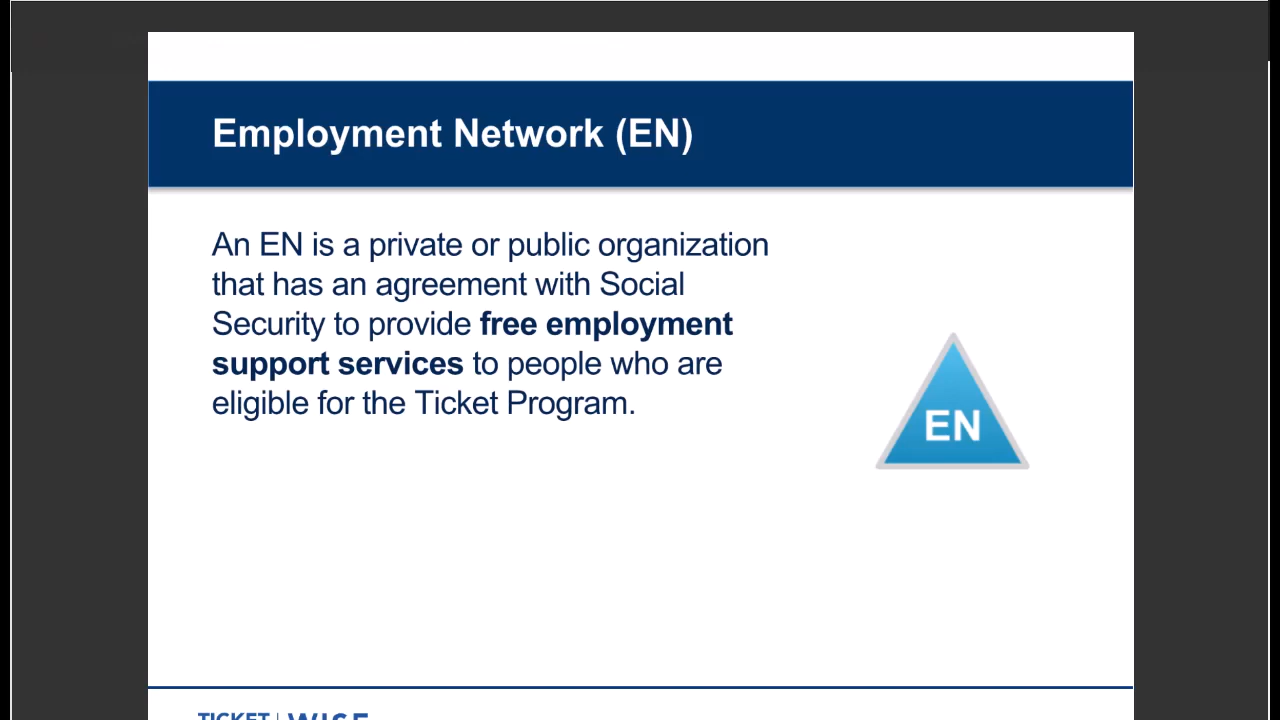 Employment Network (EN)
An EN is a private or public organization
that has an agreement with Social
Security to provide free employment
support services to people who are
eligible for the Ticket Program.
EN
TICKET | WISE